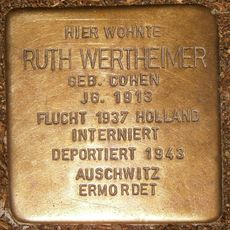 HIER WOHNTE
RUTH WERTHEIMER
GEB. COHEN
JG. 1913
FLUCHT 1937 HOLLAND
INTERNIERT
DEPORTIERT 1943
AUSCHWITZ
ERMORDET